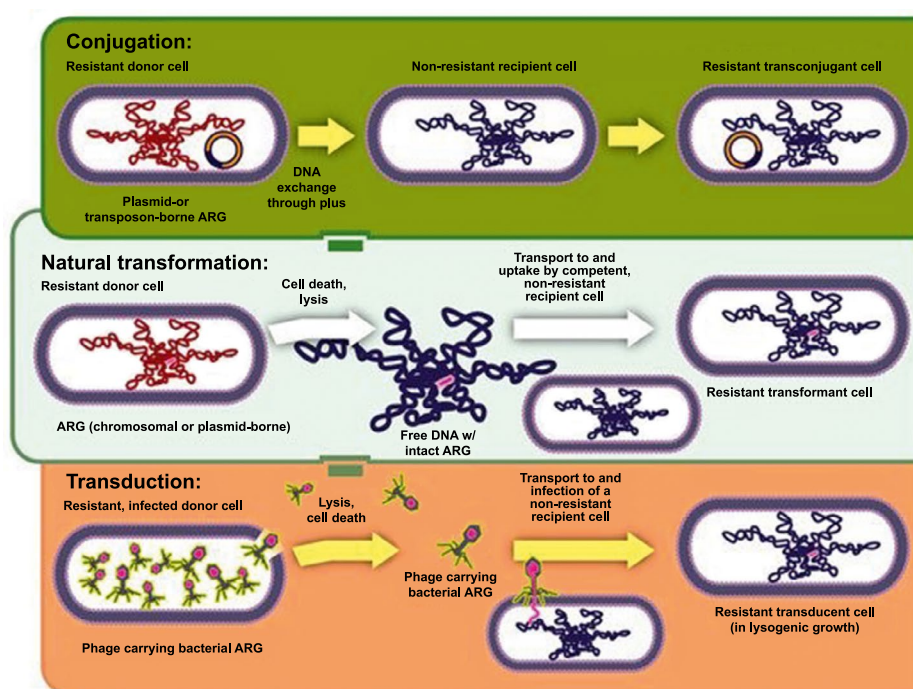 Conjugation:
Resistant donor cell
Non-resistant recipient cell
Resistant transconjugant cell
DNA
exchange
through plus
Plasmid-or
transposon-borne ARG
Natural transformation:
Resistant donor cell
Cell death,
lysis
Transport to and
uptake by competent,
non-resistant
recipient cell
ARG (chromosomal or plasmid-borne)
Free DNA w/
intact ARG
Resistant transformant cell
Transduction:
Resistant, infected donor cell
Lysis,
cell death
Transport to and
infection of a
non-resistant
recipient cell
Phage carrying
bacterial ARG
Phage carrying bacterial ARG
Resistant transducent cell
(in lysogenic growth)